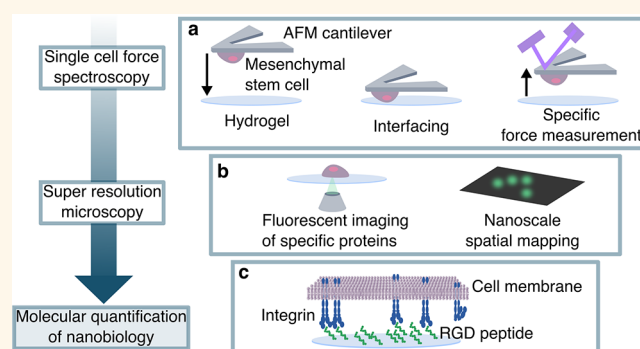 Single cell force
spectroscopy
Super resolution
microscopy
Molecular quantification
of nanobiology
a
AFM cantilever
Mesenchymal
stem cell
Hydrogel
Interfacing
Specific
force measurement
b
Fluorescent imaging
of specific proteins
Nanoscale
spatial mapping
c
Cell membrane
Integrin
RGD peptide